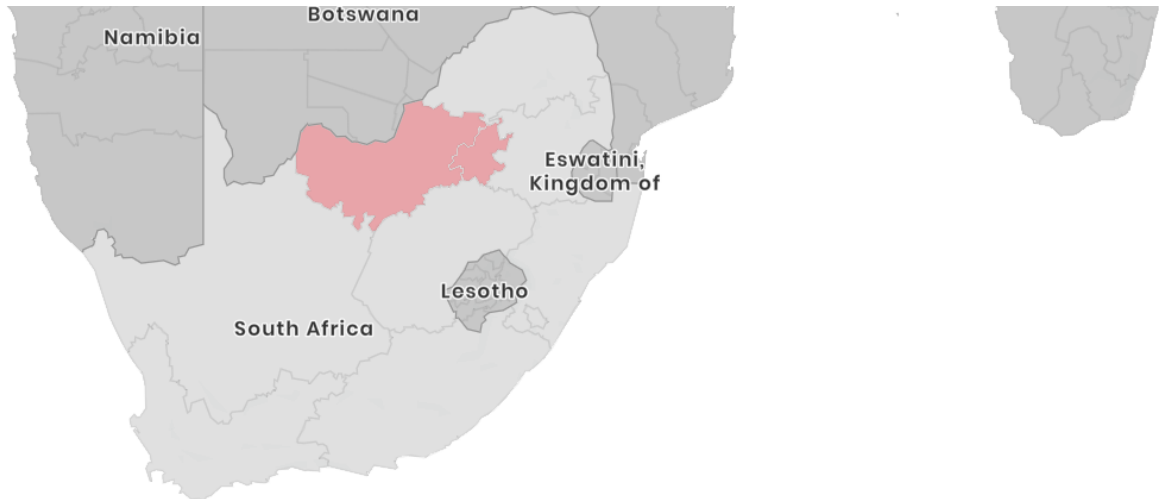 Botswana
Namibia
Eswatini,
Kingdom of
Lesotho
South Africa